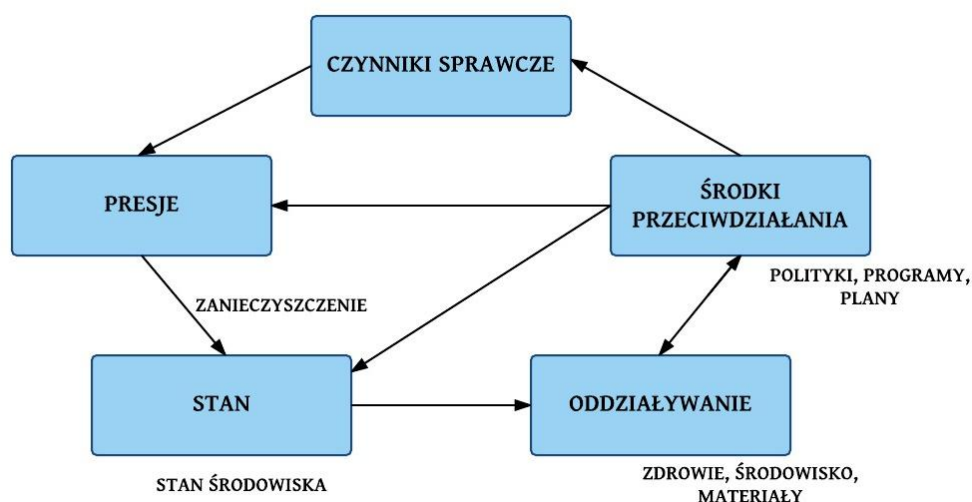 CZYNNIKI SPRAWCZE
PRESJE
ŚRODKI
PRZECIWDZIAŁANIA
POLITYKI, PROGRAMY,
PLANY
ZANIECZYSZCZENIE
STAN
ODDZIAŁYWANIE
STAN ŚRODOWISKA
ZDROWIE, ŚRODOWISKO,
MATERIAŁY